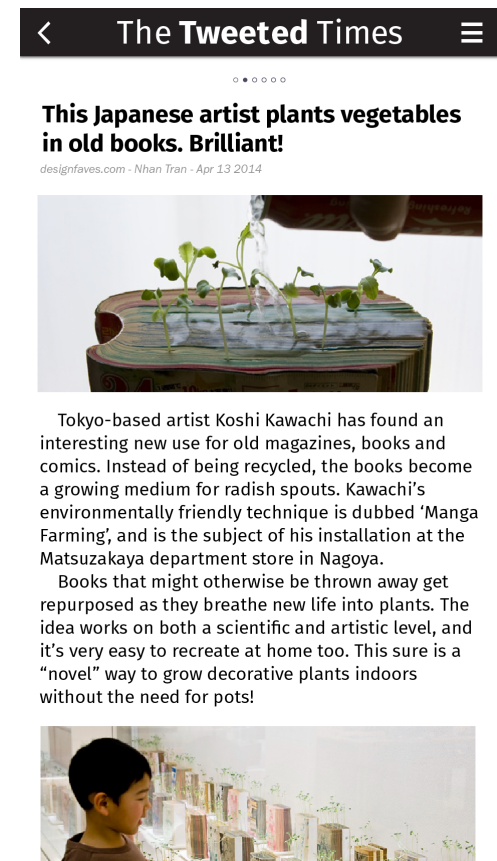 The Tweeted Times
This Japanese artist plants vegetables
in old books. Brilliant!
designfaves.com - Nhan Tran - Apr 13 2014
Refreshing
Tokyo-based artist Koshi Kawachi has found an
interesting new use for old magazines, books and
comics. Instead of being recycled, the books become
a growing medium for radish spouts. Kawachi’s
environmentally friendly technique is dubbed ‘Manga
Farming’, and is the subject of his installation at the
Matsuzakaya department store in Nagoya.
Books that might otherwise be thrown away get
repurposed as they breathe new life into plants. The
idea works on both a scientific and artistic level, and
it’s very easy to recreate at home too. This sure is a
“novel” way to grow decorative plants indoors
without the need for pots!